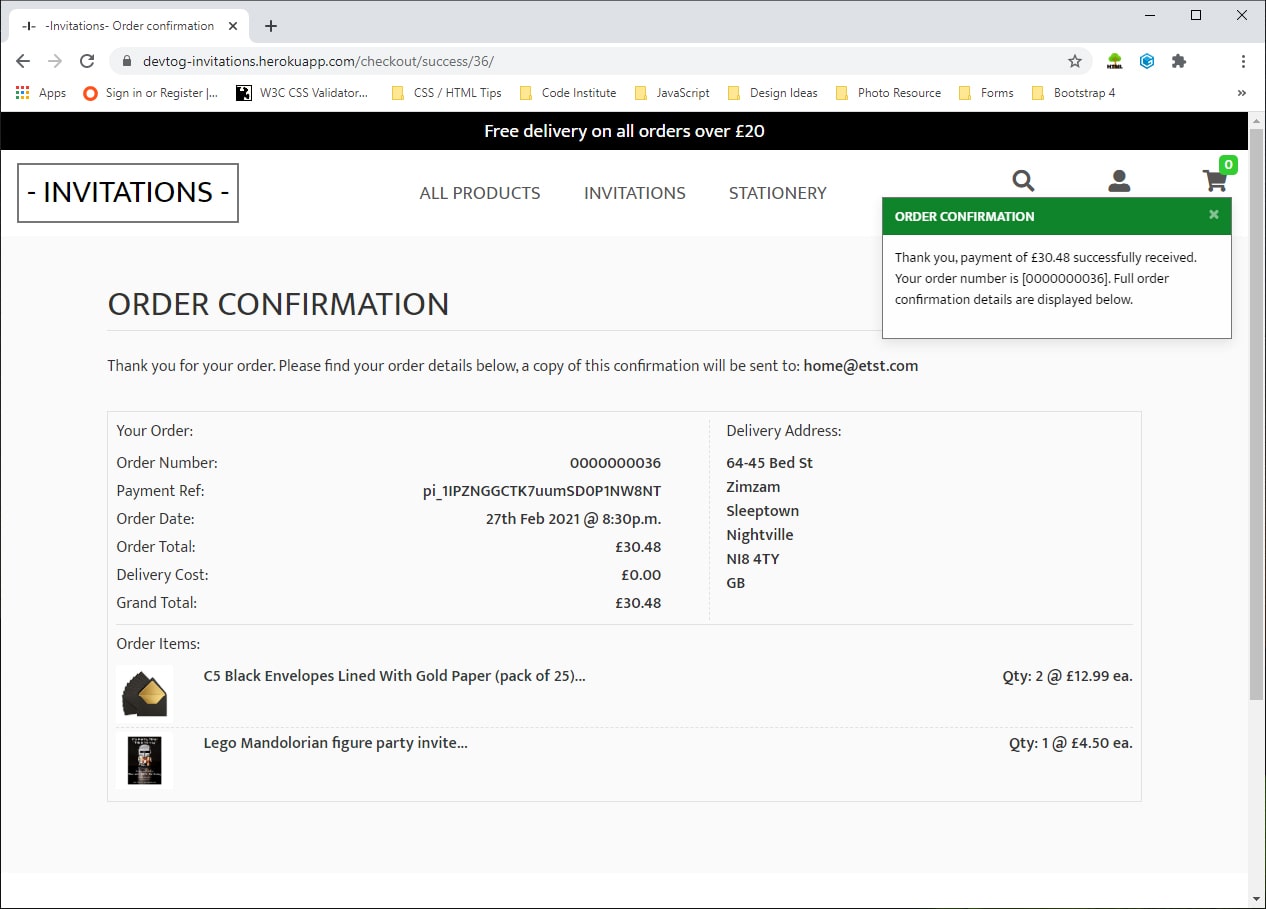 -Invitations- Order confirmation
devtog-invitations.herokuapp.com/checkout/success/36/
Apps Sign in or Register |... W3C CSS Validator... CSS / HTML Tips Code Institute JavaScript Design Ideas Photo Resource Forms Bootstrap 4 »
Free delivery on all orders over £20
- INVITATIONS - ALL PRODUCTS INVITATIONS STATIONERY 0
ORDER CONFIRMATION
Thank you, payment of £30.48 successfully received.
Your order number is [0000000036]. Full order
confirmation details are displayed below.
ORDER CONFIRMATION
Thank you for your order. Please find your order details below, a copy of this confirmation will be sent to: home@etst.com
Your Order:
Order Number: 0000000036
Payment Ref: pi_1IPZNGGCTK7uumSD0P1NW8NT
Order Date: 27th Feb 2021 @ 8:30p.m.
Order Total: £30.48
Delivery Cost: £0.00
Grand Total: £30.48
Delivery Address:
64-45 Bed St
Zimzam
Sleeptown
Nightville
NI8 4TY
GB
Order Items:
C5 Black Envelopes Lined With Gold Paper (pack of 25)... Qty: 2 @ £12.99 ea.
Lego Mandolorian figure party invite... Qty: 1 @ £4.50 ea.